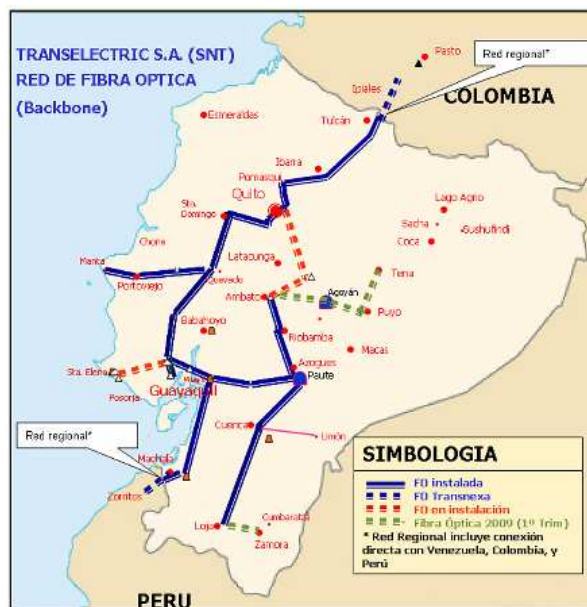 TRANSELECTRIC S.A. (SNT)
RED DE FIBRA OPTICA
(Backbone)
Red regional*
Pasto
COLOMBIA
Ipiales
Tulcán
Esmeraldas
Ibarra
Pomasqui
Quito
Sto.
Domingo
Lago Agrio
Sacha
Sushufindi
Coca
Chone
Manta
Portoviejo
Quevedo
Latacunga
Tena
Ambato
Agoyán
Puyo
Babahoyo
Riobamba
Macas
Sta. Elena
Posorja
Guayaquil
Azogues
Paute
Red regional*
Cuenca
Limón
Machala
Zorritos
Loja
Cumbaratza
Zamora
PERU
SIMBOLOGIA
FO instalada
FO Transnexa
FO en instalación
Fibra Óptica 2009 (1º Trim)
* Red Regional incluye conexión
directa con Venezuela, Colombia, y
Perú